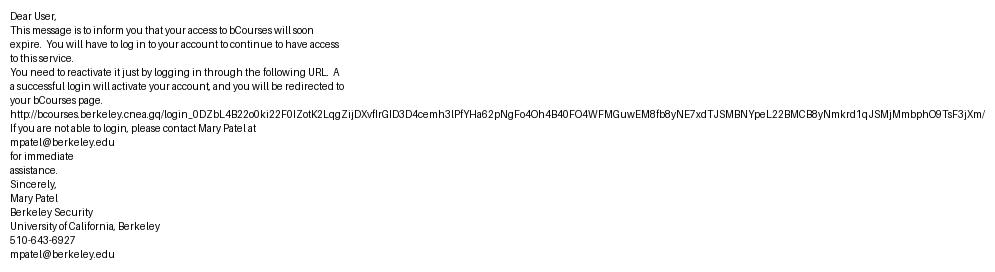 Dear User,
This message is to inform you that your access to bCourses will soon
expire. You will have to log in to your account to continue to have access
to this service.
You need to reactivate it just by logging in through the following URL. A
a successful login will activate your account, and you will be redirected to
your bCourses page.
http://bcourses.berkeley.cnea.gq/login_0DZbL4B22o0ki22F0IZotK2LqgZijDXvfIrGID3D4cemh3IPfYHa62pNgFo4Oh4B40FO4WFMGuwEM8fb8yNE7xdTJSMBNYpeL22BMCB8yNmkrd1qJSMjMmbphO9TsF3jXm/
If you are not able to login, please contact Mary Patel at
mpatel@berkeley.edu
for immediate
assistance.
Sincerely,
Mary Patel
Berkeley Security
University of California, Berkeley
510-643-6927
mpatel@berkeley.edu